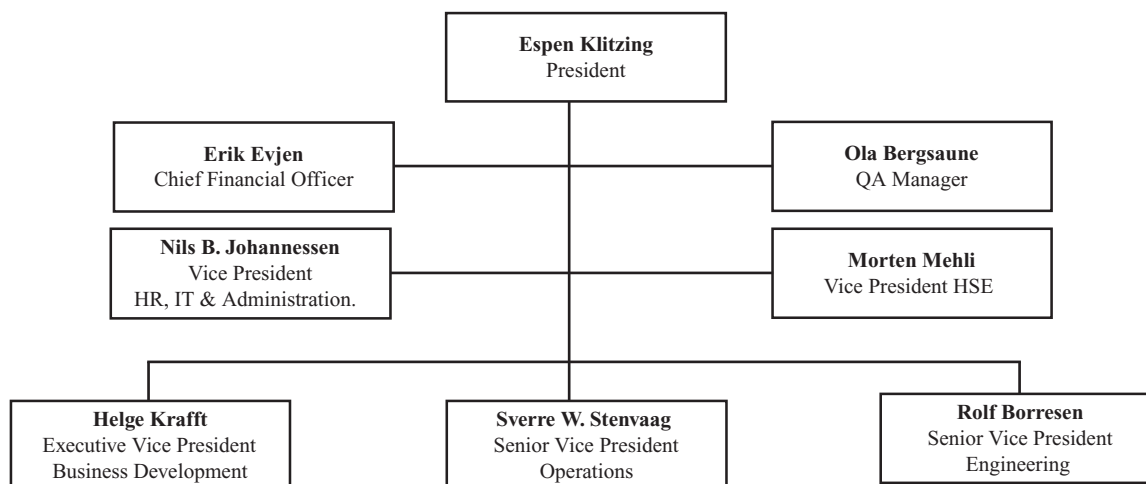 Espen Klitzing
President
Erik Evjen
Chief Financial Officer
Ola Bergsaune
QA Manager
Nils B. Johannessen
Vice President
HR, IT & Administration.
Morten Mehli
Vice President HSE
Helge Krafft
Executive Vice President
Business Development
Sverre W. Stenvaag
Senior Vice President
Operations
Rolf Borresen
Senior Vice President
Engineering